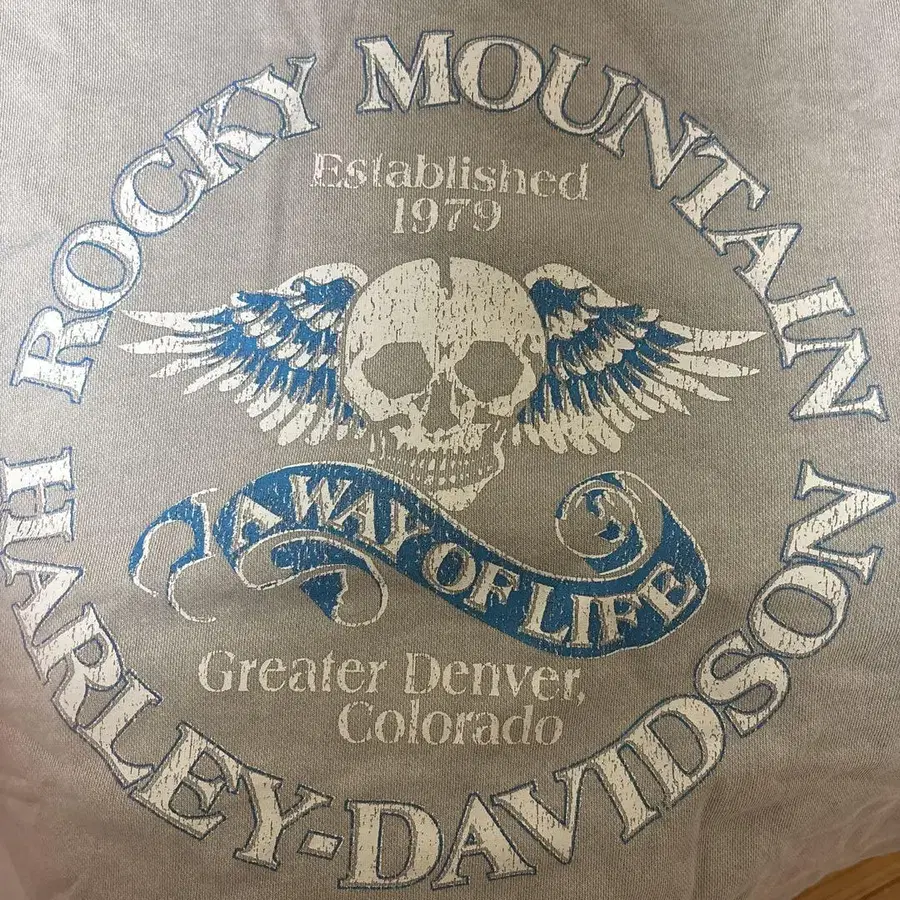 ROCKY MOUNTAIN
Established
1979
A WAY OF LIFE
Greater Denver,
Colorado
HARLEY-DAVIDSON